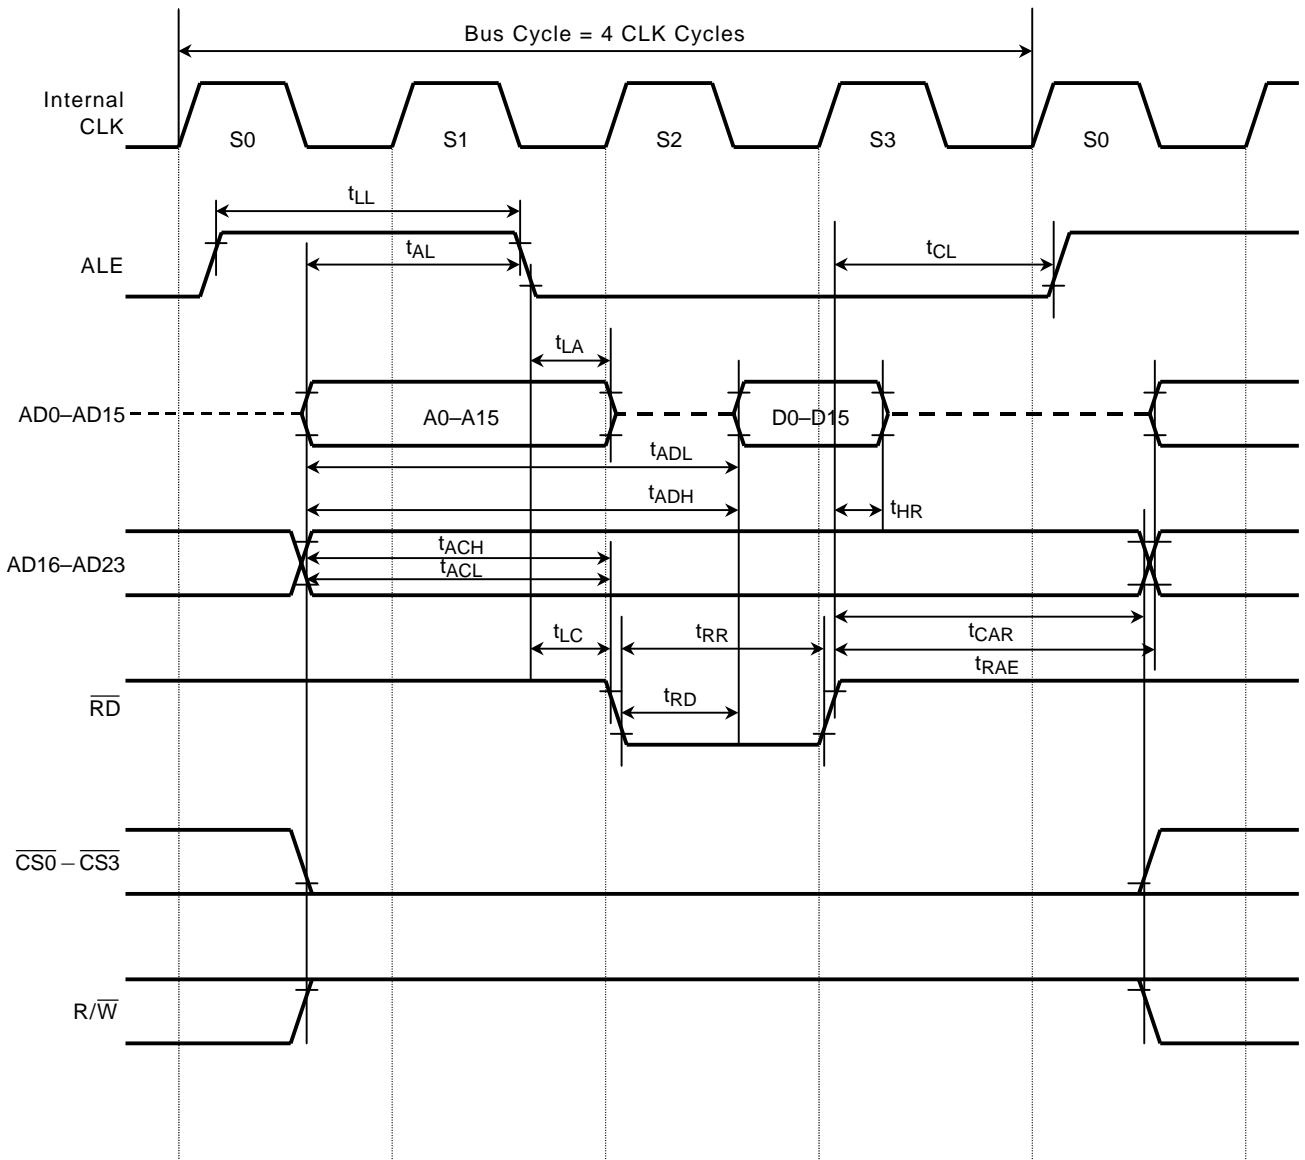 Bus Cycle = 4 CLK Cycles
Internal
CLK
S0 S1 S2 S3 S0
tLL
ALE
tAL
tCL
tLA
AD0–AD15
A0–A15
D0–D15
tADL
tADH
tHR
AD16–AD23
tACH
tACL
tLC
tRR
tCAR
tRAE
RD
tRD
CS0 – CS3
R/W